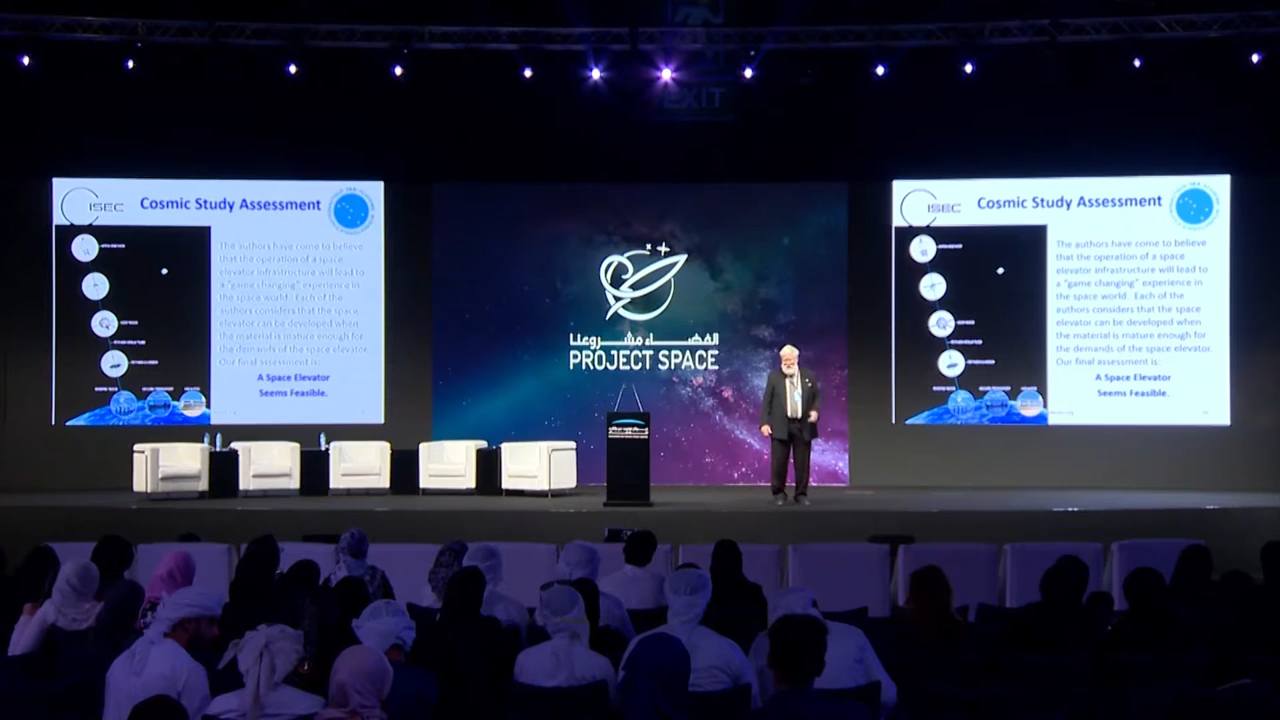 EXIT
ISEC
Cosmic Study Assessment
The authors have come to believe
that the operation of a space
elevator infrastructure will lead to
a "game changing" experience in
the space world. Each of the
authors considers that the space
elevator can be developed when
the material is mature enough for
the demands of the space elevator.
Our final assessment is:
A Space Elevator
Seems Feasible.
الفضاء مشروعنا
PROJECT SPACE
ISEC
Cosmic Study Assessment
The authors have come to believe
that the operation of a space
elevator infrastructure will lead to
a "game changing" experience in
the space world. Each of the
authors considers that the space
elevator can be developed when
the material is mature enough for
the demands of the space elevator.
Our final assessment is:
A Space Elevator
Seems Feasible.